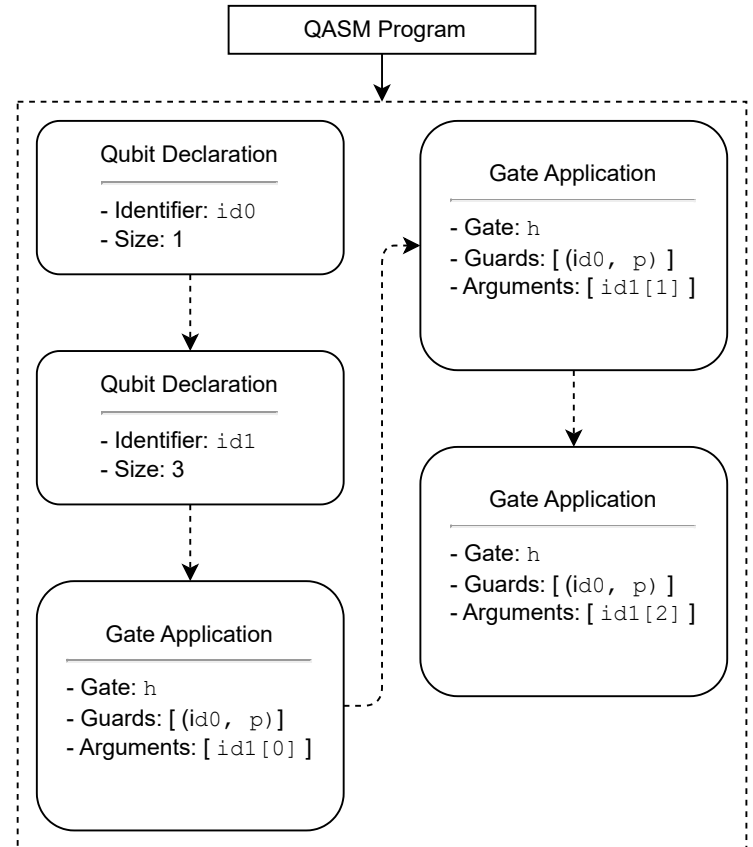 QASM Program
Qubit Declaration
- Identifier: id0
- Size: 1
Qubit Declaration
- Identifier: id1
- Size: 3
Gate Application
- Gate: h
- Guards: [ (id0, p) ]
- Arguments: [ id1[0] ]
Gate Application
- Gate: h
- Guards: [ (id0, p) ]
- Arguments: [ id1[1] ]
Gate Application
- Gate: h
- Guards: [ (id0, p) ]
- Arguments: [ id1[2] ]